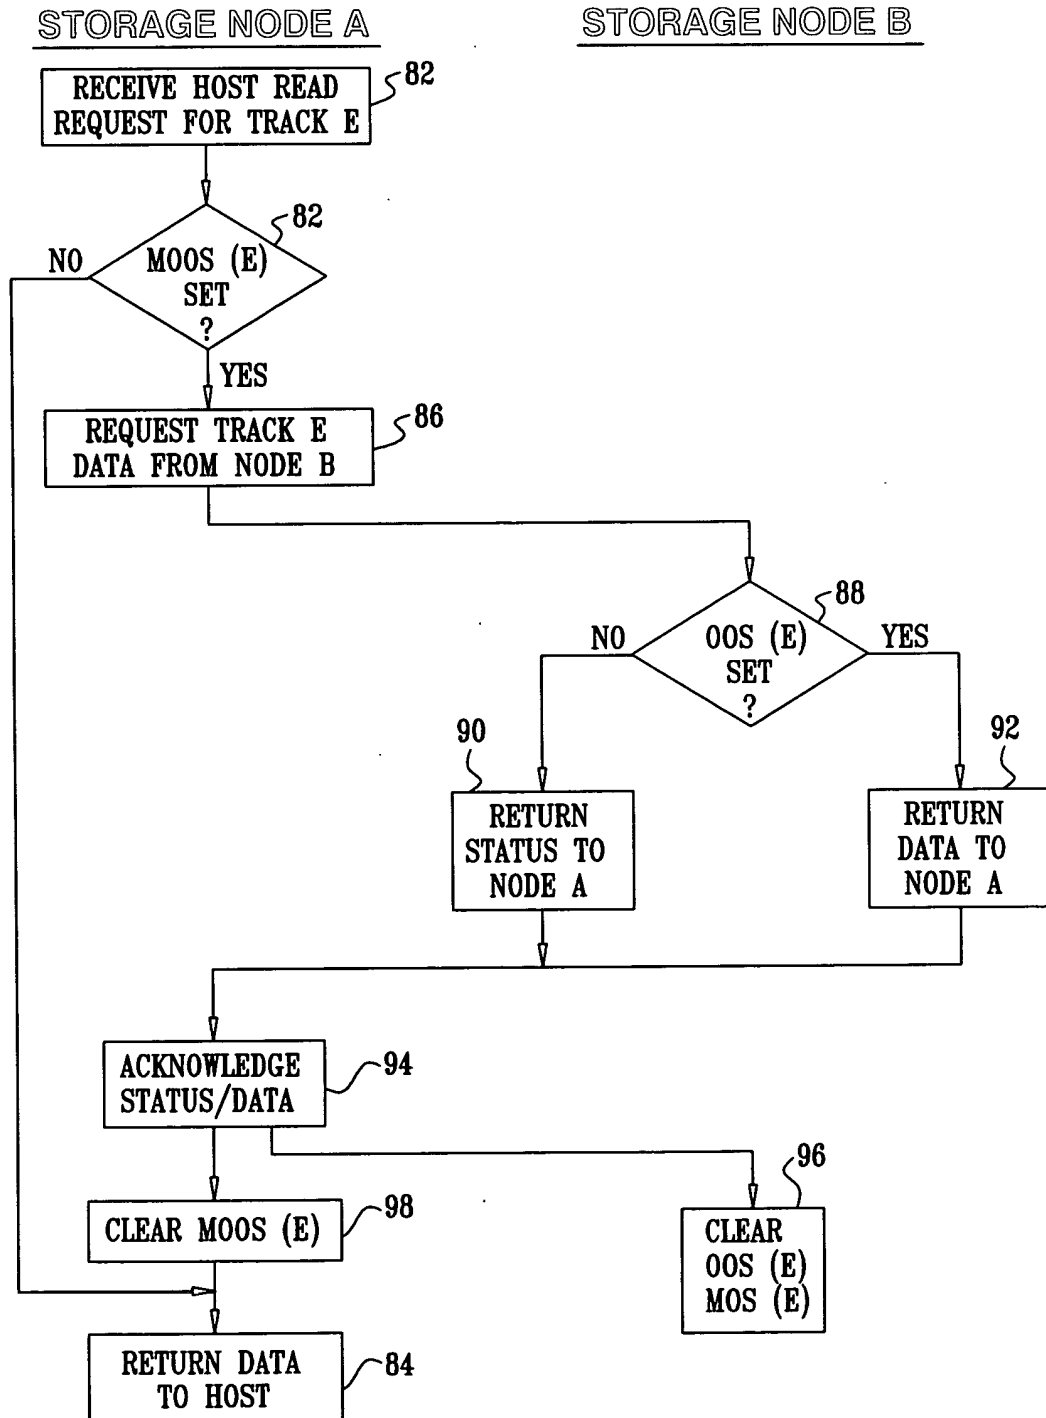 STORAGE NODE A
STORAGE NODE B
RECEIVE HOST READ
REQUEST FOR TRACK E
82
MOOS (E)
SET
?
82
NO
YES
REQUEST TRACK E
DATA FROM NODE B
86
OOS (E)
SET
?
88
NO
YES
90
RETURN
STATUS TO
NODE A
92
RETURN
DATA TO
NODE A
ACKNOWLEDGE
STATUS/DATA
94
96
CLEAR
OOS (E)
MOS (E)
CLEAR MOOS (E)
98
RETURN DATA
TO HOST
84